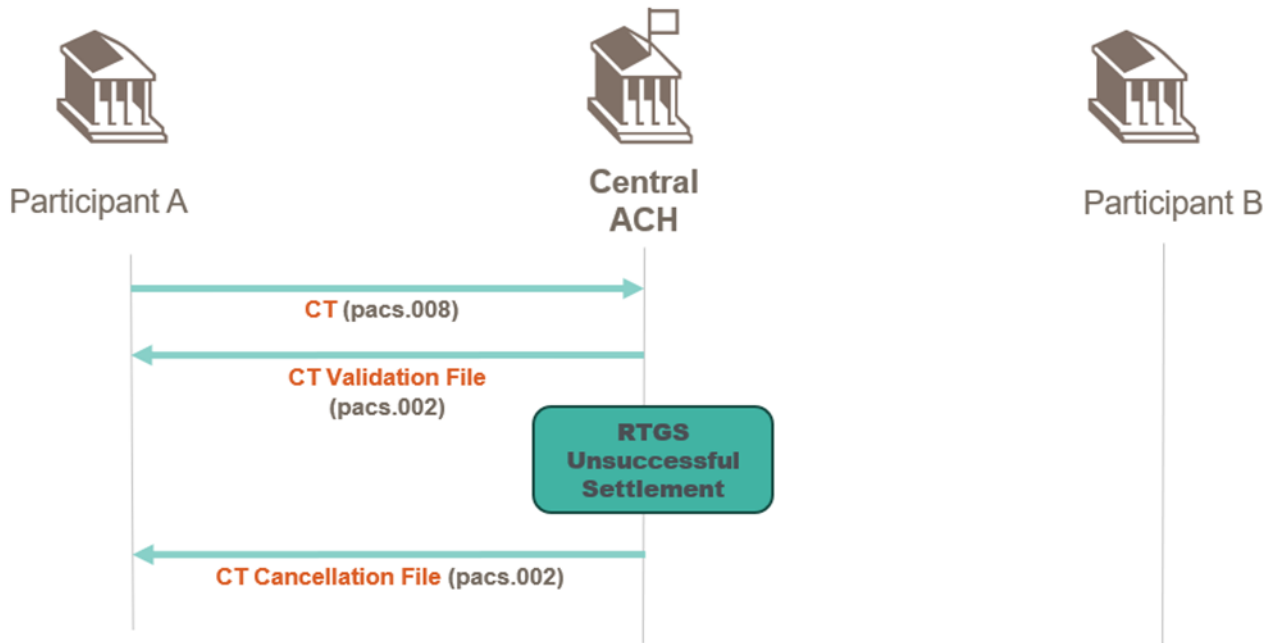 Participant A
Central
ACH
Participant B
CT (pacs.008)
CT Validation File
(pacs.002)
RTGS
Unsuccessful
Settlement
CT Cancellation File (pacs.002)